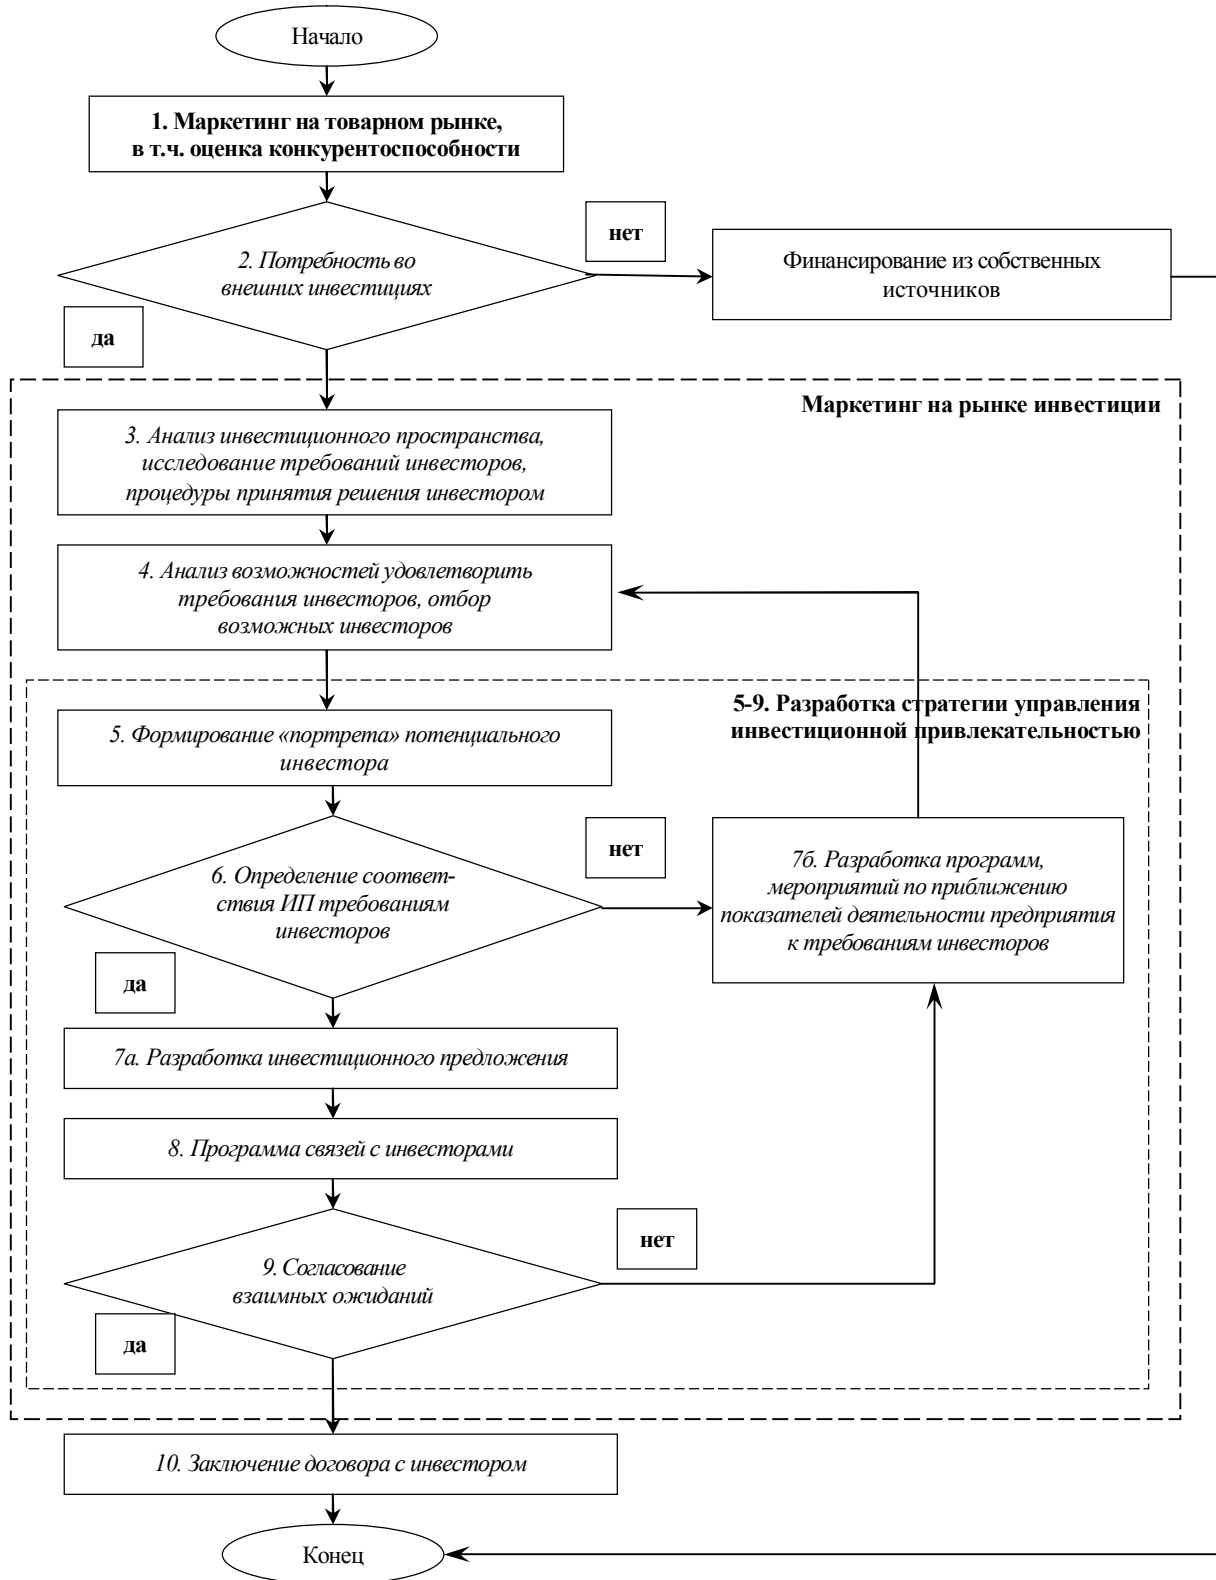 Начало
1. Маркетинг на товарном рынке,
в т.ч. оценка конкурентоспособности
нет
2. Потребность во
внешних инвестициях
Финансирование из собственных
источников
да
Маркетинг на рынке инвестиции
3. Анализ инвестиционного пространства,
исследование требований инвесторов,
процедуры принятия решения инвестором
4. Анализ возможностей удовлетворить
требования инвесторов, отбор
возможных инвесторов
5-9. Разработка стратегии управления
инвестиционной привлекательностью
5. Формирование «портрета» потенциального
инвестора
нет
6. Определение соответ-
ствия ИП требованиям
инвесторов
7б. Разработка программ,
мероприятий по приближению
показателей деятельности предприятия
к требованиям инвесторов
да
7а. Разработка инвестиционного предложения
8. Программа связей с инвесторами
нет
9. Согласование
взаимных ожиданий
да
10. Заключение договора с инвестором
Конец